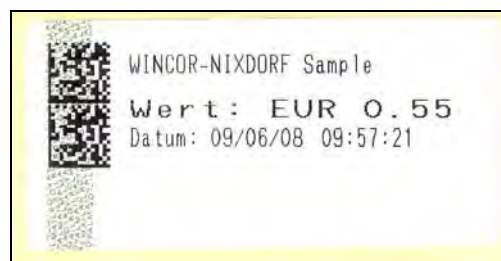 WINCOR-NIXDORF Sample
Wert: EUR 0.55
Datum: 09/06/08 09:57:21